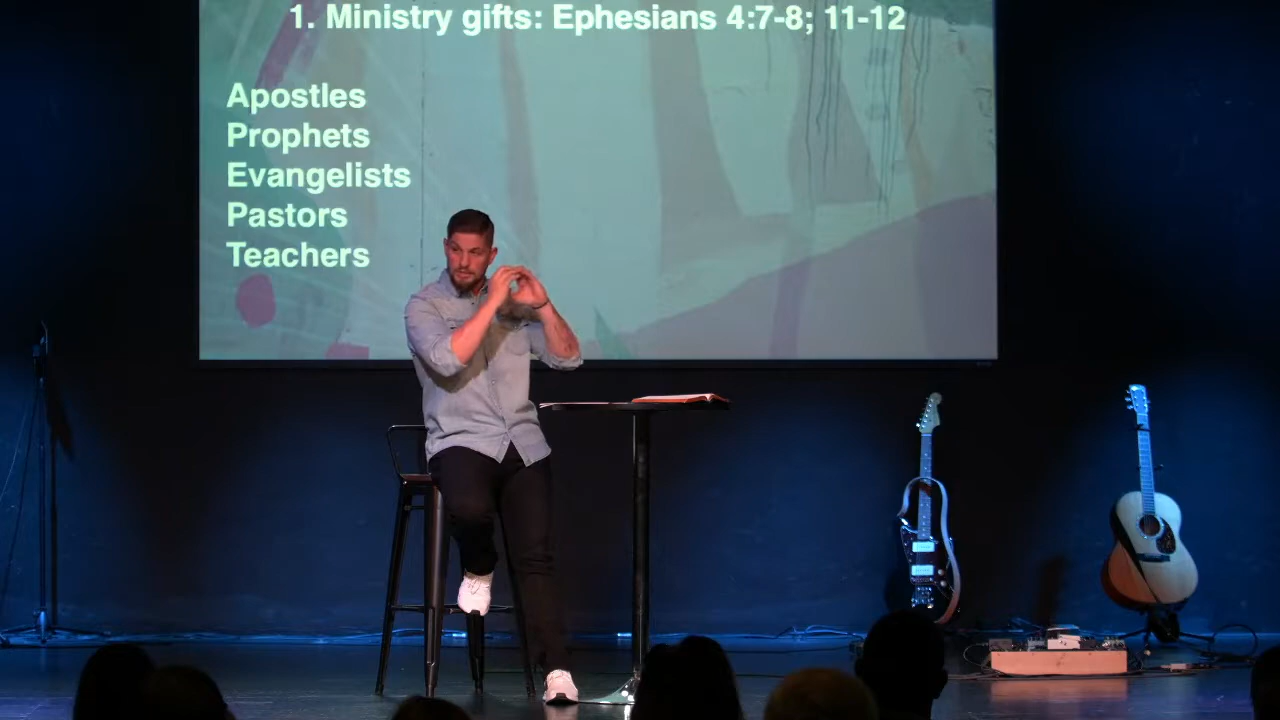 1. Ministry gifts: Ephesians 4:7-8; 11-12
Apostles
Prophets
Evangelists
Pastors
Teachers